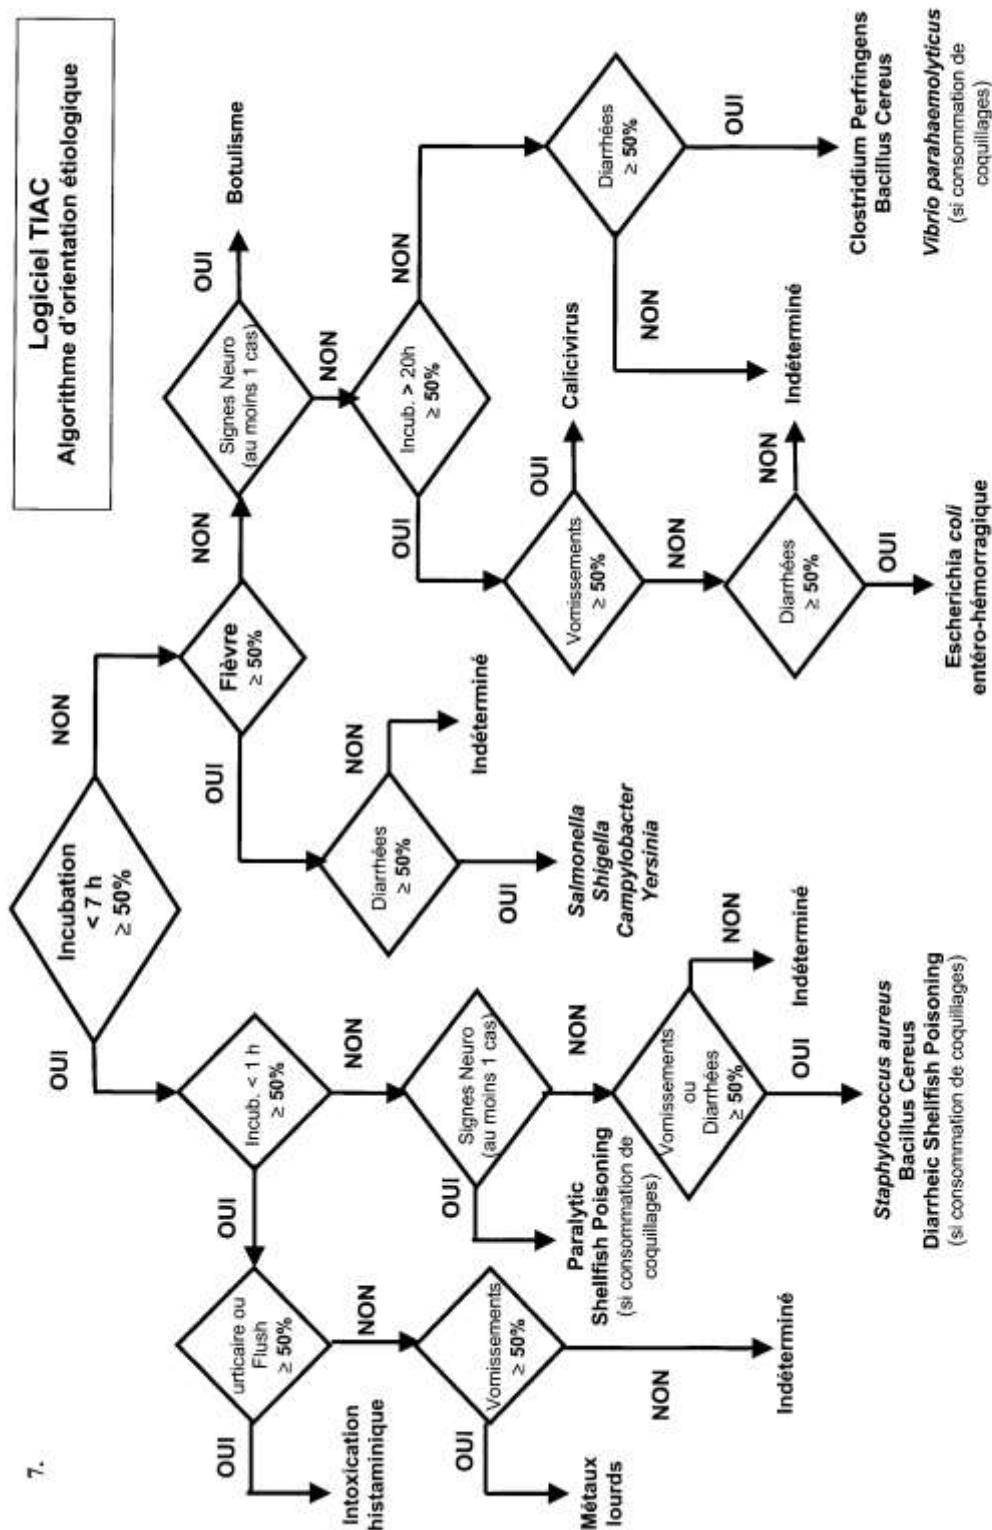 7.
Logiciel TIAC
Algorithme d'orientation étiologique
Incubation
< 7 h
≥ 50%
OUI
NON
Incub. < 1 h
≥ 50%
OUI
NON
urticaire ou
Flush
≥ 50%
OUI
NON
Intoxication
histaminique
Vomissements
≥ 50%
OUI
NON
Métaux
lourds
Indéterminé
Signes Neuro
(au moins 1 cas)
OUI
NON
Paralytic
Shellfish Poisoning
(si consommation de
coquillages)
Vomissements
ou
Diarrhées
≥ 50%
NON
OUI
Indéterminé
Staphylococcus aureus
Bacillus Cereus
Diarrheic Shellfish Poisoning
(si consommation de coquillages)
Fièvre
≥ 50%
OUI
NON
Diarrhées
≥ 50%
NON
OUI
Indéterminé
Salmonella
Shigella
Campylobacter
Yersinia
Signes Neuro
(au moins 1 cas)
OUI
NON
Botulisme
Incub. > 20h
≥ 50%
OUI
NON
Vomissements
≥ 50%
OUI
NON
Calicivirus
Diarrhées
≥ 50%
NON
OUI
Indéterminé
Escherichia coli
entéro-hémorragique
Diarrhées
≥ 50%
NON
OUI
Indéterminé
Clostridium Perfringens
Bacillus Cereus
Vibrio parahaemolyticus
(si consommation de
coquillages)